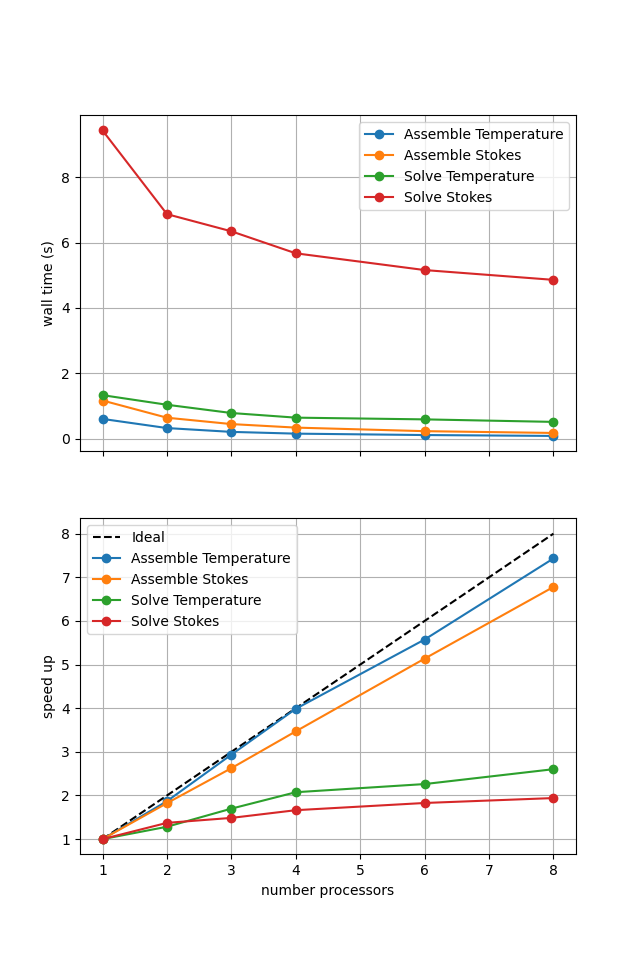 Assemble Temperature
Assemble Stokes
Solve Temperature
Solve Stokes
8
6
4
2
0
wall time (s)
Ideal
Assemble Temperature
Assemble Stokes
Solve Temperature
Solve Stokes
8
7
6
5
4
3
2
1
speed up
1 2 3 4 5 6 7 8
number processors